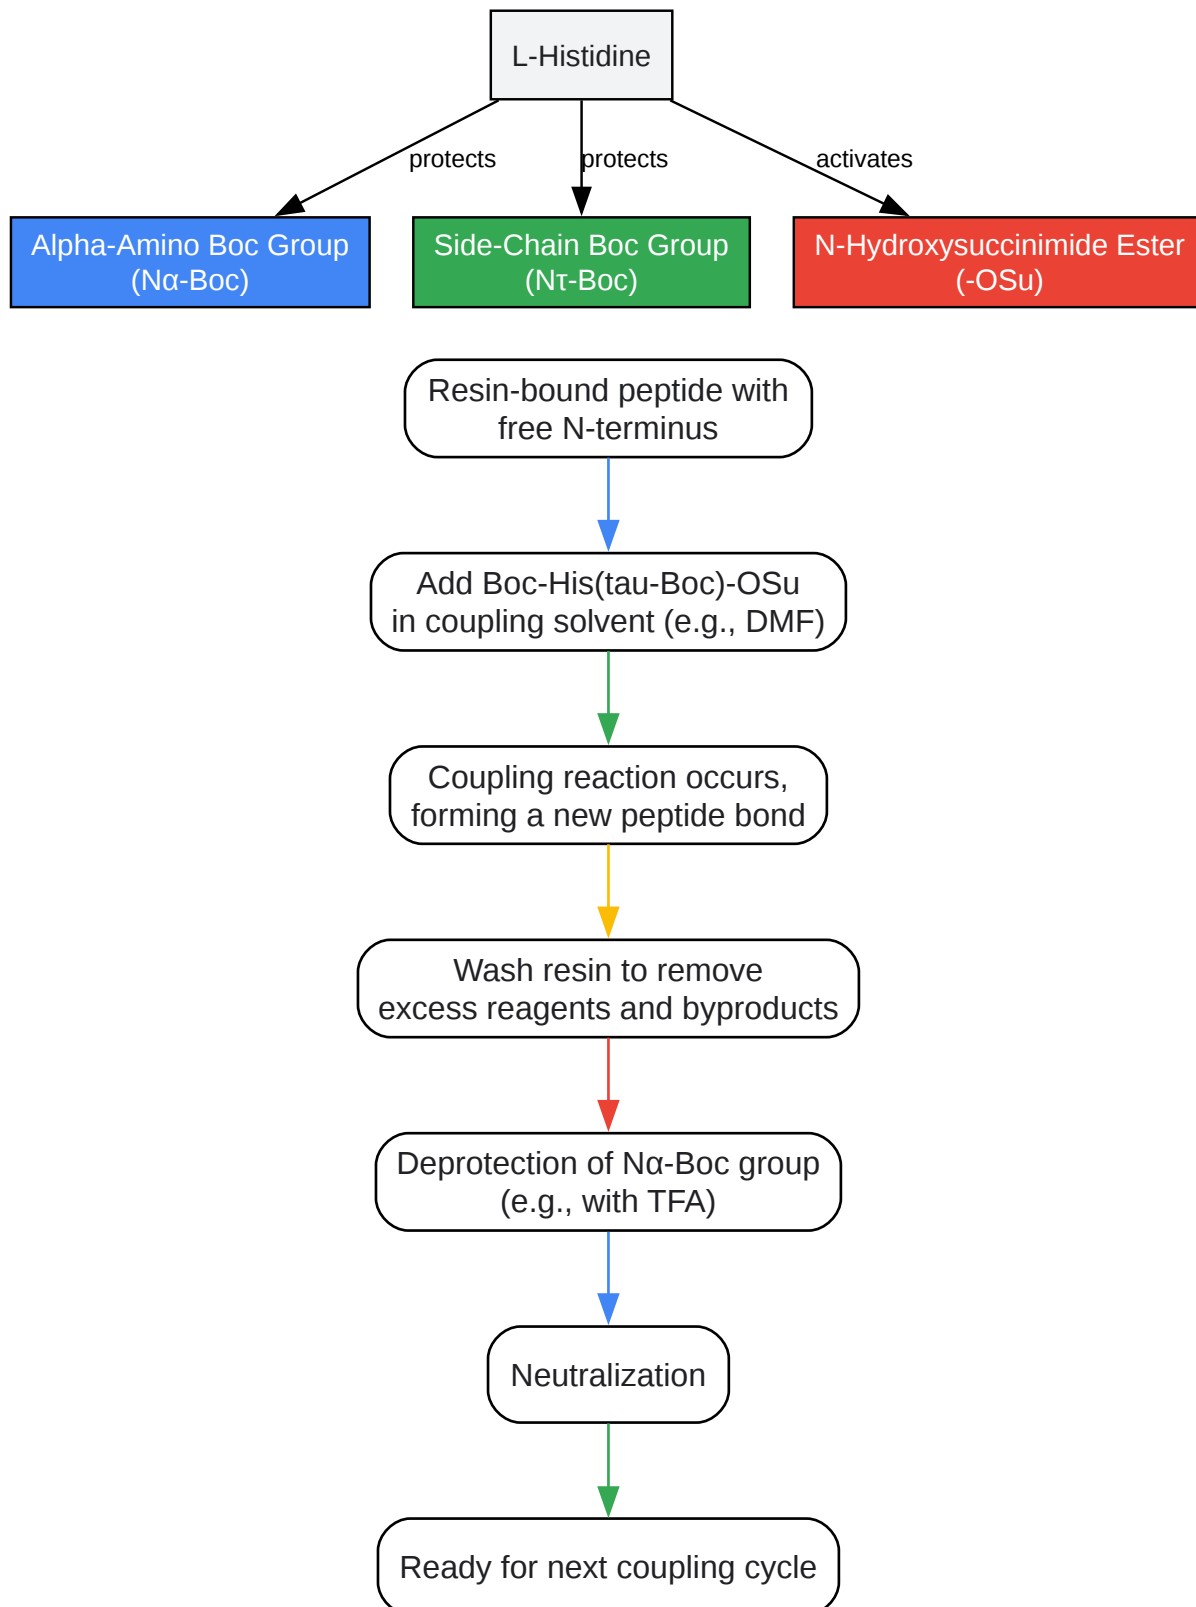 L-Histidine
protects
protects
activates
Alpha-Amino Boc Group
(Nα-Boc)
Side-Chain Boc Group
(Nτ-Boc)
N-Hydroxysuccinimide Ester
(-OSu)
Resin-bound peptide with
free N-terminus
Add Boc-His(tau-Boc)-OSu
in coupling solvent (e.g., DMF)
Coupling reaction occurs,
forming a new peptide bond
Wash resin to remove
excess reagents and byproducts
Deprotection of Nα-Boc group
(e.g., with TFA)
Neutralization
Ready for next coupling cycle